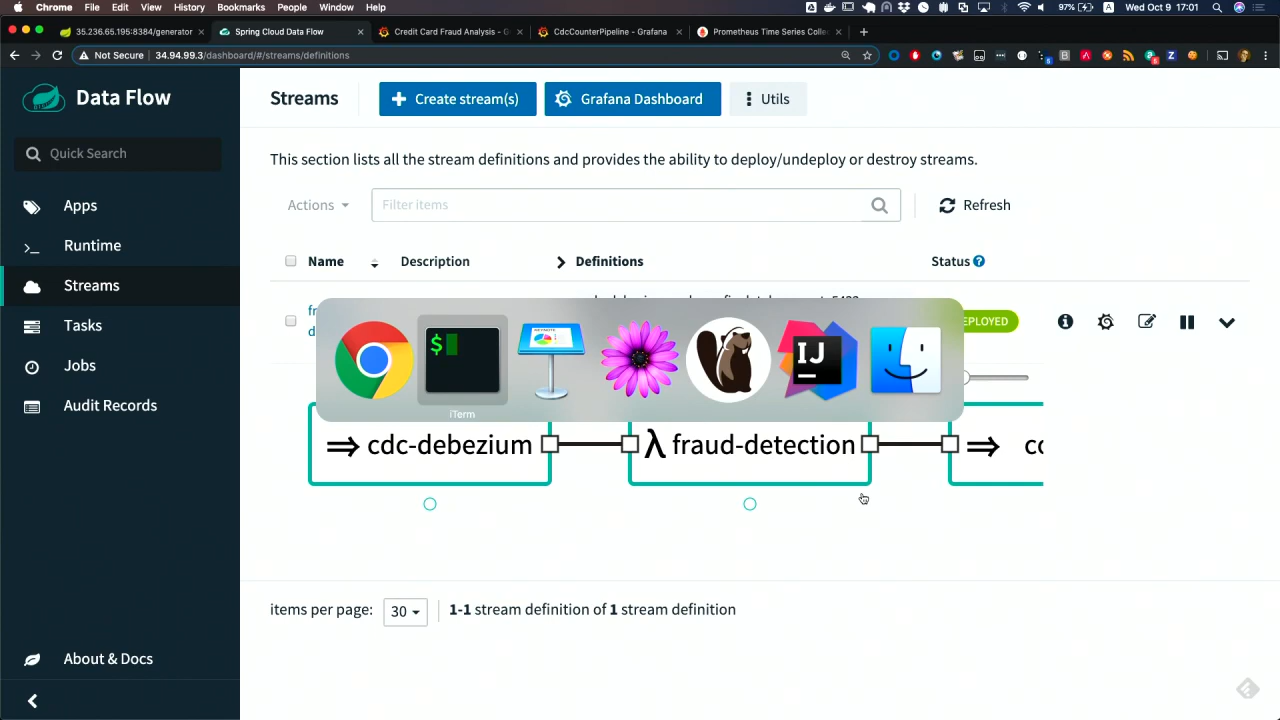 Chrome File Edit View History Bookmarks People Window Help 97% Wed Oct 9 17:01
35.236.65.195:8384/generator
Spring Cloud Data Flow
Credit Card Fraud Analysis - G
CdcCounterPipeline - Grafana
Prometheus Time Series Colle
Not Secure 34.94.99.3/dashboard/#/streams/definitions
Data Flow
Streams
Create stream(s)
Grafana Dashboard
Utils
Quick Search
This section lists all the stream definitions and provides the ability to deploy/undeploy or destroy streams.
Apps
Actions
Filter items
Refresh
Runtime
Name
Description
Definitions
Status
Streams
Tasks
fr
d
EPLOYED
Jobs
$
IJ
Audit Records
iTerm
cdc-debezium
λ fraud-detection
items per page: 30
1-1 stream definition of 1 stream definition
About & Docs